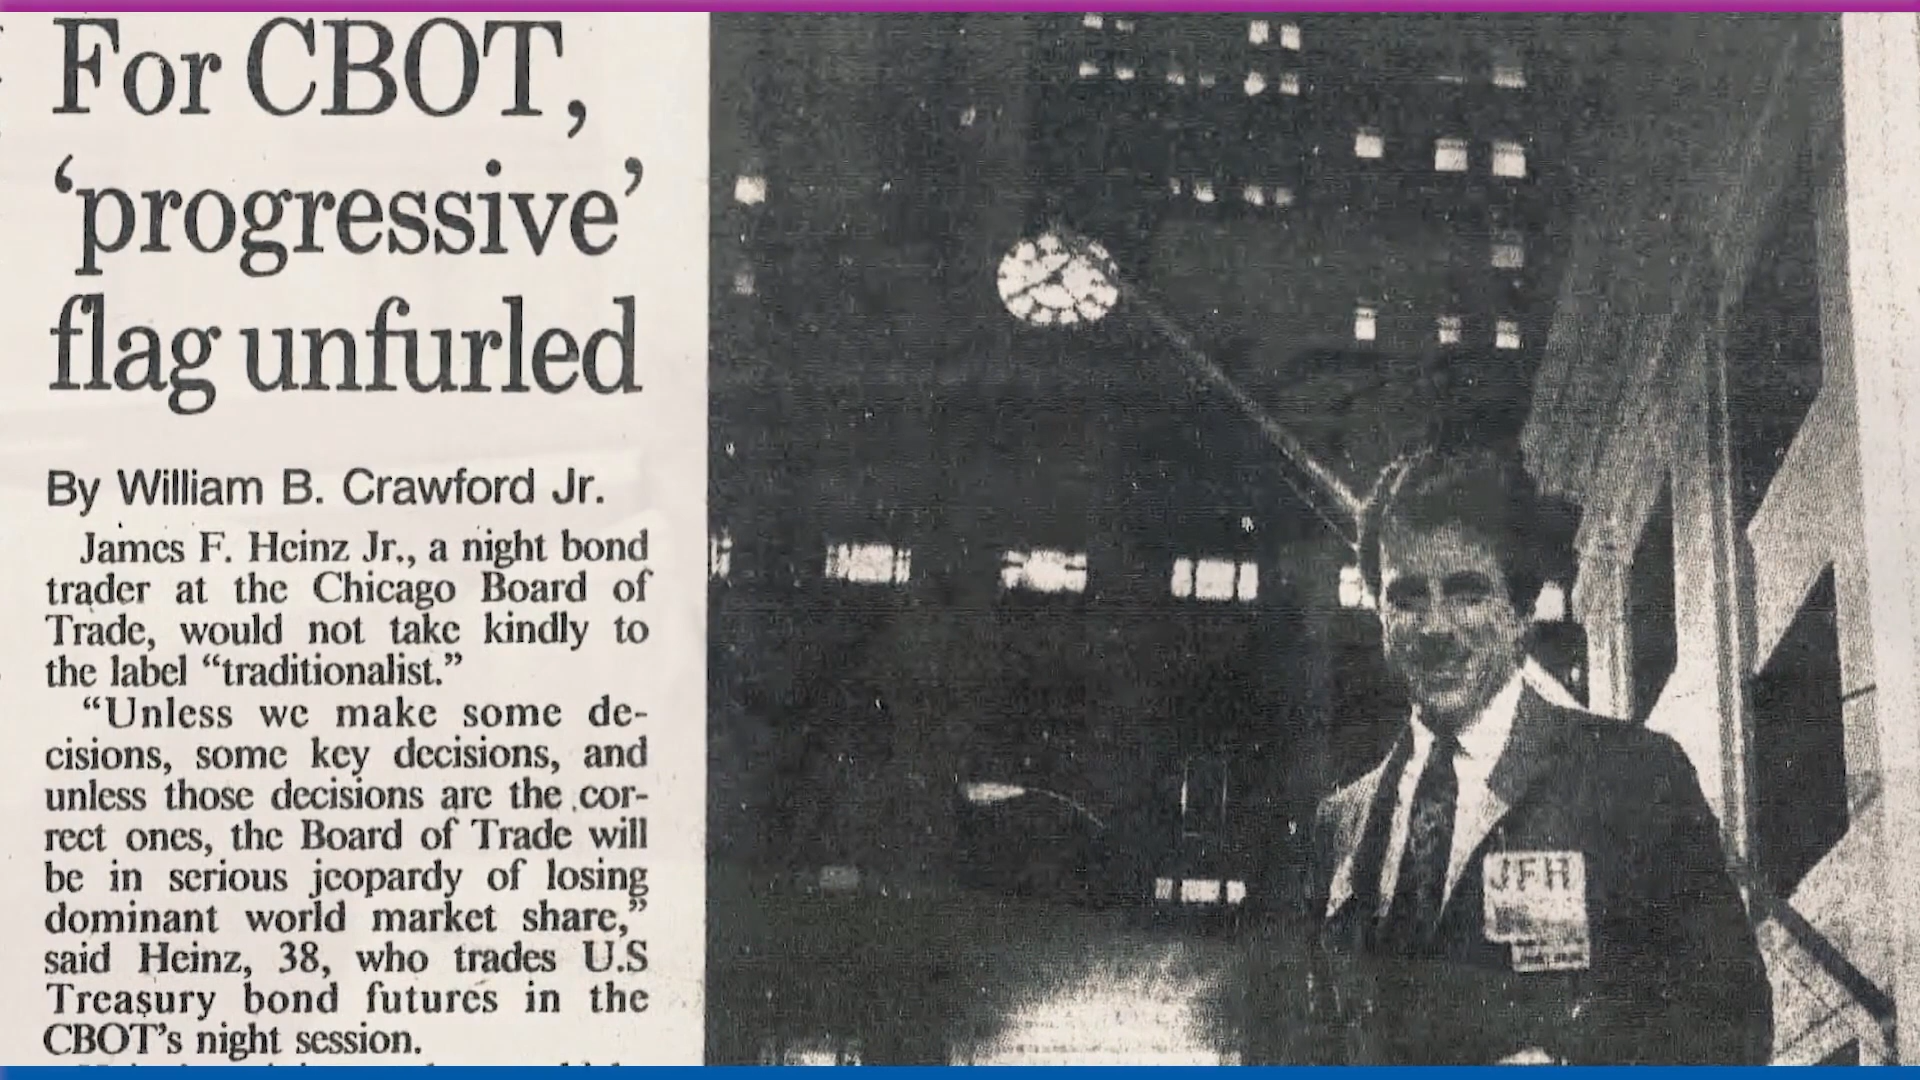 For CBOT,
‘progressive’
flag unfurled
By William B. Crawford Jr.
James F. Heinz Jr., a night bond
trader at the Chicago Board of
Trade, would not take kindly to
the label “traditionalist.”
“Unless we make some de-
cisions, some key decisions, and
unless those decisions are the cor-
rect ones, the Board of Trade will
be in serious jeopardy of losing
dominant world market share,”
said Heinz, 38, who trades U.S
Treasury bond futures in the
CBOT’s night session.
JFH